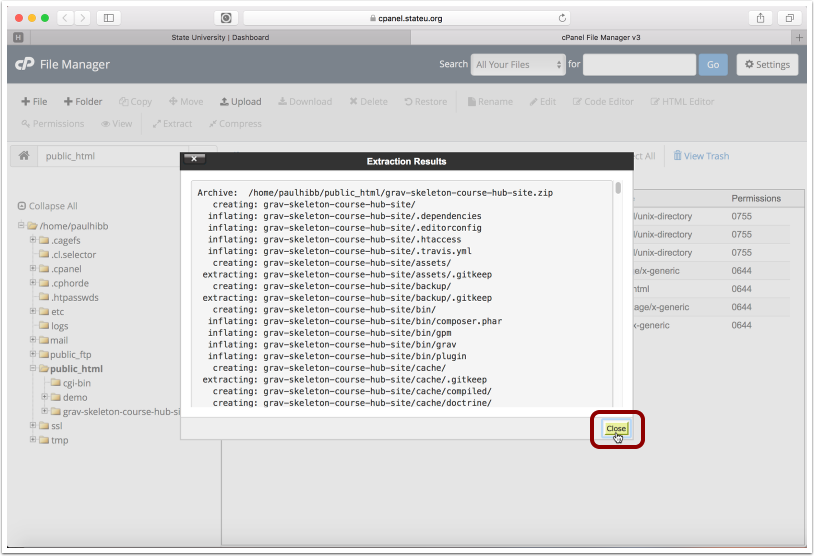 cpanel.stateu.org
H
State University | Dashboard
cPanel File Manager v3
+
cP File Manager
Search All Your Files for Go Settings
File Folder Copy Move Upload Download Delete Restore Rename Edit Code Editor HTML Editor
Permissions View Extract Compress
public_html
ct All View Trash
Collapse All
/home/paulhibb
.cagefs
.cl.selector
.cpanel
.cphorde
.htpasswds
etc
logs
mail
public_ftp
public_html
cgi-bin
demo
grav-skeleton-course-hub-si
ssl
tmp
x Extraction Results
Archive: /home/paulhibb/public_html/grav-skeleton-course-hub-site.zip
creating: grav-skeleton-course-hub-site/
inflating: grav-skeleton-course-hub-site/.dependencies
inflating: grav-skeleton-course-hub-site/.editorconfig
inflating: grav-skeleton-course-hub-site/.htaccess
inflating: grav-skeleton-course-hub-site/.travis.yml
creating: grav-skeleton-course-hub-site/assets/
extracting: grav-skeleton-course-hub-site/assets/.gitkeep
creating: grav-skeleton-course-hub-site/backup/
extracting: grav-skeleton-course-hub-site/backup/.gitkeep
creating: grav-skeleton-course-hub-site/bin/
inflating: grav-skeleton-course-hub-site/bin/composer.phar
inflating: grav-skeleton-course-hub-site/bin/gpm
inflating: grav-skeleton-course-hub-site/bin/grav
inflating: grav-skeleton-course-hub-site/bin/plugin
creating: grav-skeleton-course-hub-site/cache/
extracting: grav-skeleton-course-hub-site/cache/.gitkeep
creating: grav-skeleton-course-hub-site/cache/compiled/
creating: grav-skeleton-course-hub-site/cache/doctrine/
Close
Permissions
l/unix-directory 0755
l/unix-directory 0755
l/unix-directory 0755
e/x-generic 0644
html 0644
age/x-generic 0644
x-generic 0644